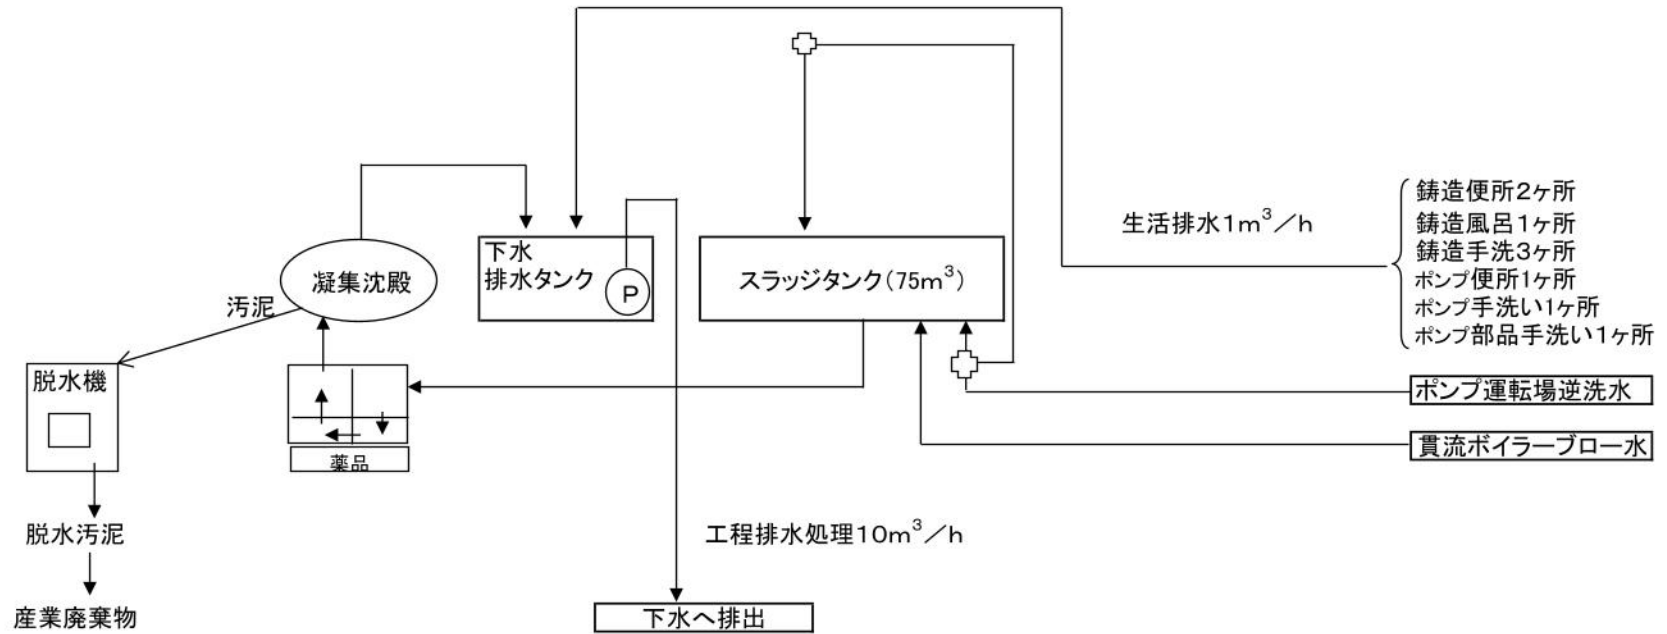 鋳造便所2ヶ所
生活排水1m³／h
鋳造風呂1ヶ所
鋳造手洗3ヶ所
下水
排水タンク
P
スラッジタンク(75m³)
凝集沈殿
ポンプ便所1ヶ所
ポンプ手洗い1ヶ所
ポンプ部品手洗い1ヶ所
汚泥
脱水機
ポンプ運転場逆洗水
貫流ボイラーブロー水
薬品
脱水汚泥
工程排水処理10m³／h
産業廃棄物
下水へ排出